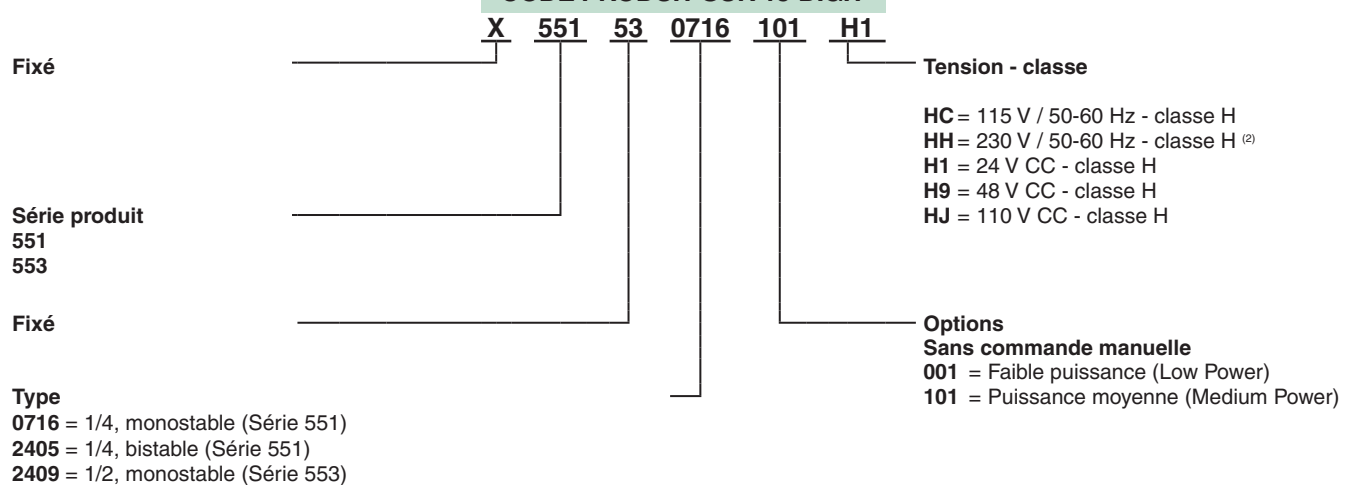 X 551 53 0716 101 H1
Fixé
Série produit
551
553
Fixé
Type
0716 = 1/4, monostable (Série 551)
2405 = 1/4, bistable (Série 551)
2409 = 1/2, monostable (Série 553)
Tension - classe
HC = 115 V / 50-60 Hz - classe H
HH = 230 V / 50-60 Hz - classe H (2)
H1 = 24 V CC - classe H
H9 = 48 V CC - classe H
HJ = 110 V CC - classe H
Options
Sans commande manuelle
001 = Faible puissance (Low Power)
101 = Puissance moyenne (Medium Power)